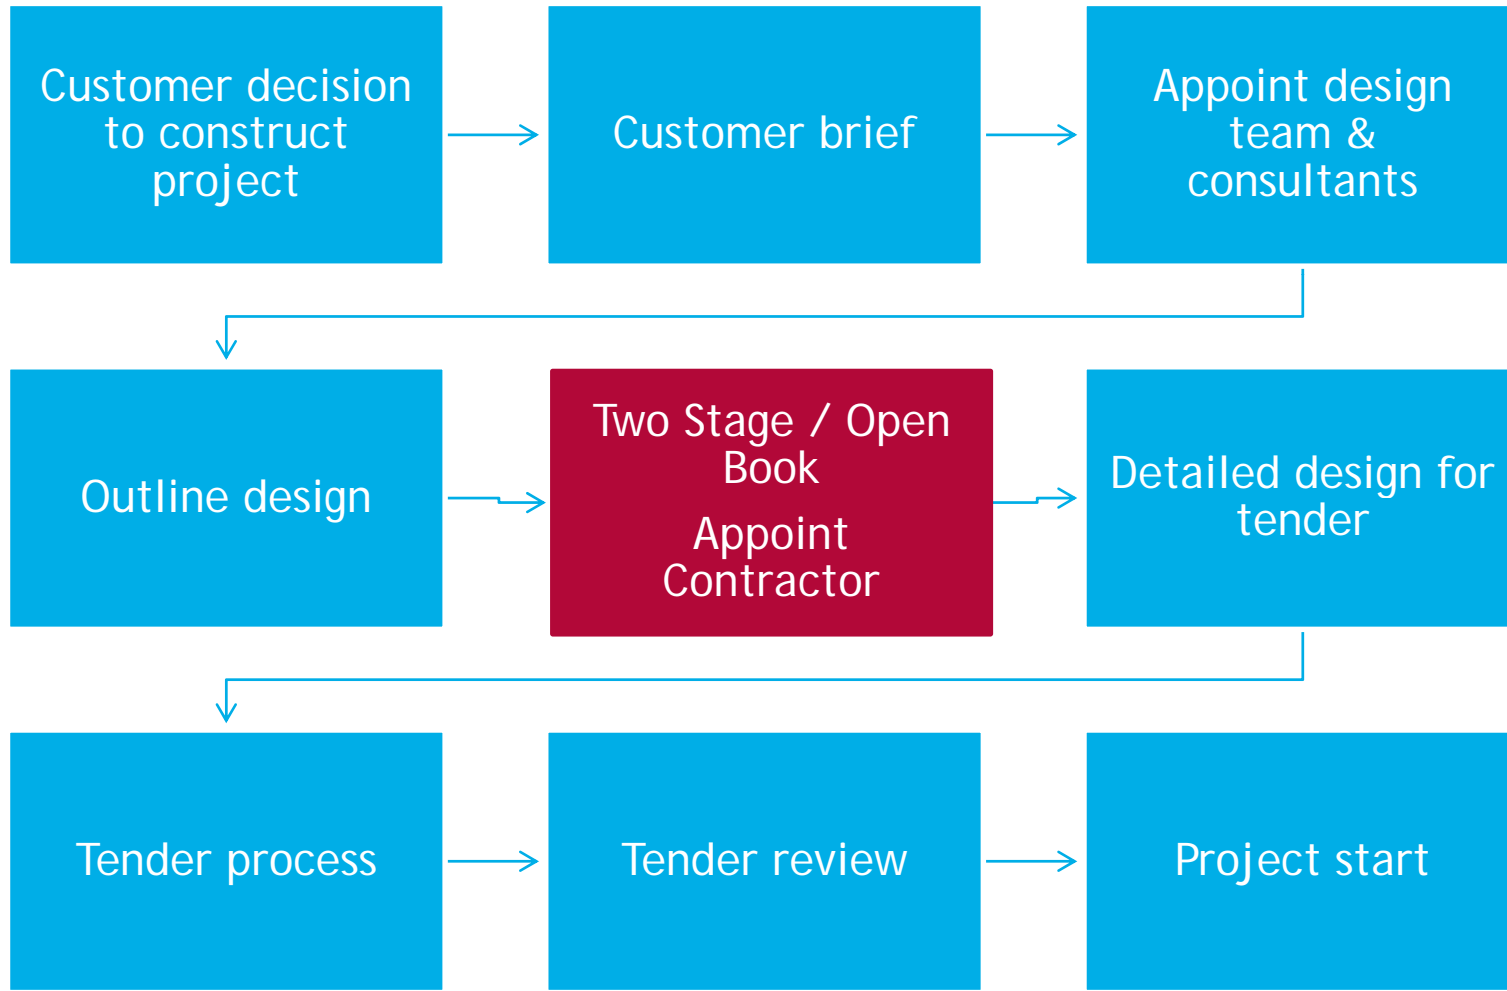 Customer decision
to construct
project
Customer brief
Appoint design
team &
consultants
Outline design
Two Stage / Open
Book
Appoint
Contractor
Detailed design for
tender
Tender process
Tender review
Project start